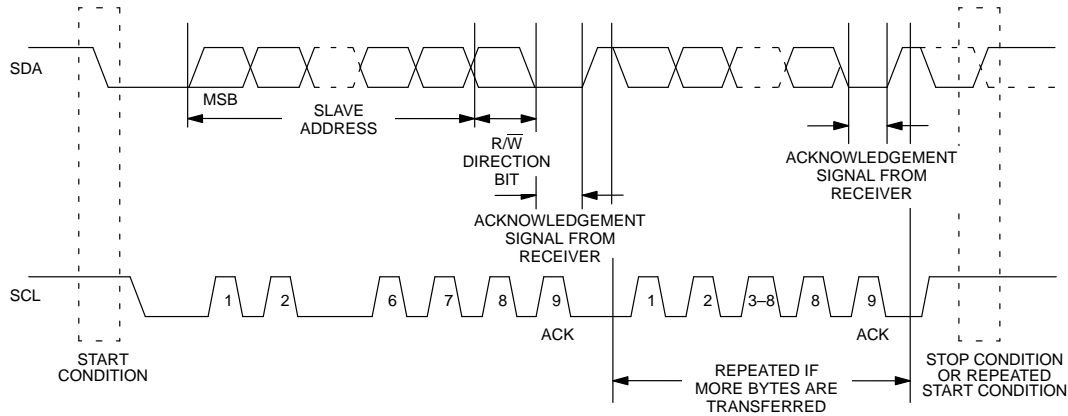 SDA
MSB
SLAVE
ADDRESS
R/W̅
DIRECTION
BIT
ACKNOWLEDGEMENT
SIGNAL FROM
RECEIVER
ACKNOWLEDGEMENT
SIGNAL FROM
RECEIVER
SCL
1 2 6 7 8 9 1 2 3–8 8 9
ACK ACK
START
CONDITION
REPEATED IF
MORE BYTES ARE
TRANSFERRED
STOP CONDITION
OR REPEATED
START CONDITION